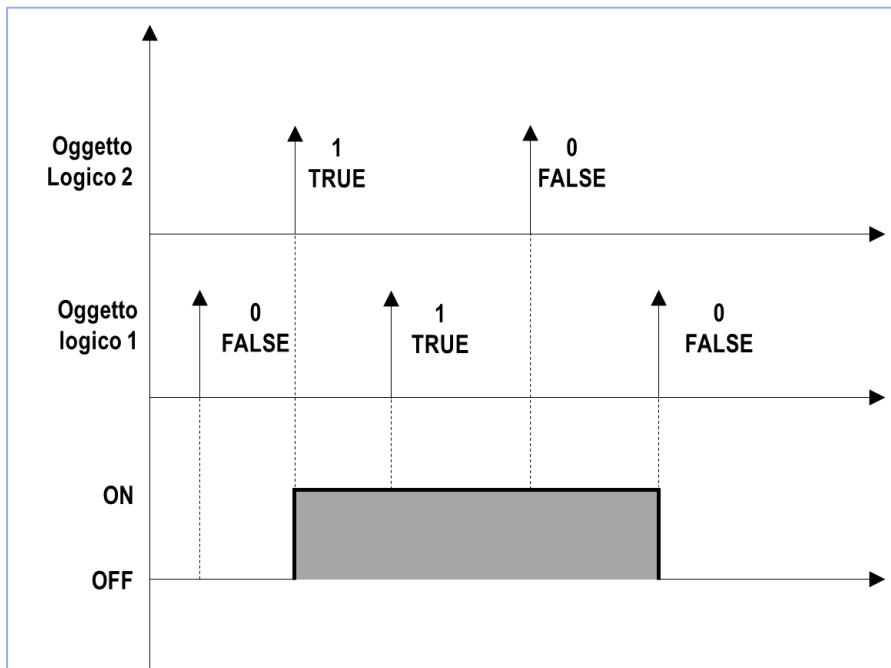 Oggetto
Logico 2
1
TRUE
0
FALSE
Oggetto
logico 1
0
FALSE
1
TRUE
0
FALSE
ON
OFF